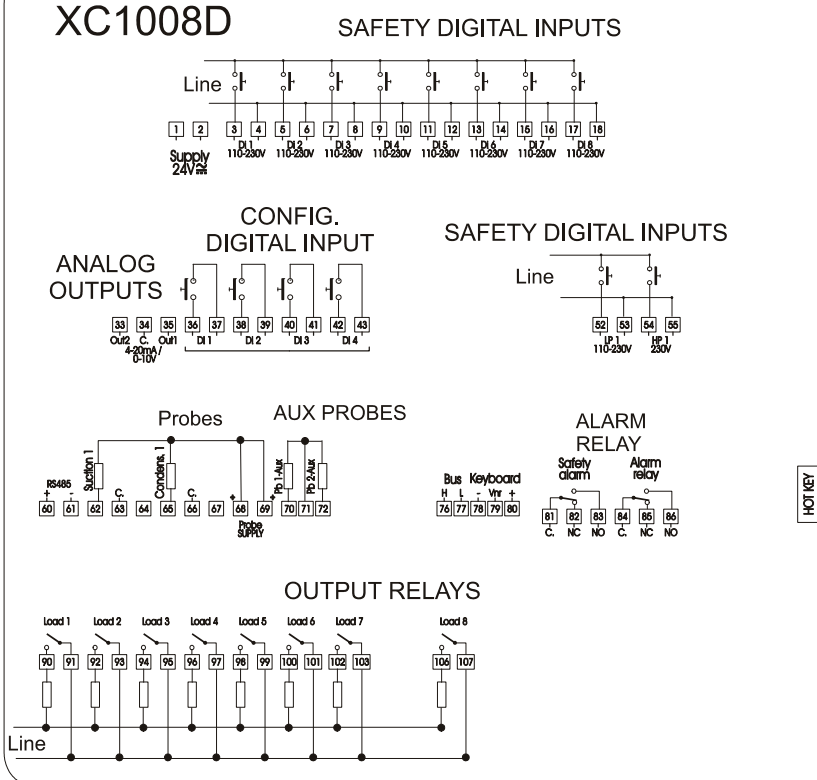 XC1008D
SAFETY DIGITAL INPUTS
Line
1 2 3 4 5 6 7 8 9 10 11 12 13 14 15 16 17 18
DI 1 DI 2 DI 3 DI 4 DI 5 DI 6 DI 7 DI 8
110-230V 110-230V 110-230V 110-230V 110-230V 110-230V 110-230V 110-230V
Supply
24V
CONFIG.
DIGITAL INPUT
SAFETY DIGITAL INPUTS
ANALOG
OUTPUTS
Line
33 34 35 36 37 38 39 40 41 42 43
Out2 C. Out1 DI 1 DI 2 DI 3 DI 4
4-20mA /
0-10V
52 53 54 55
LP 1 HP 1
110-230V 230V
Probes
AUX PROBES
ALARM
RELAY
Safety
alarm
Alarm
relay
RS485
+ -
Suction 1
C.
Condens. 1
C.
+ +
Pb 1-Aux
Pb 2-Aux
60 61 62 63 64 65 66 67 68 69 70 71 72
Probe
SUPPLY
Bus Keyboard
H L - Vnr +
76 77 78 79 80
81 82 83 84 85 86
C. NC NO C. NC NO
HOT KEY
OUTPUT RELAYS
Load 1 Load 2 Load 3 Load 4 Load 5 Load 6 Load 7 Load 8
90 91 92 93 94 95 96 97 98 99 100 101 102 103 106 107
Line